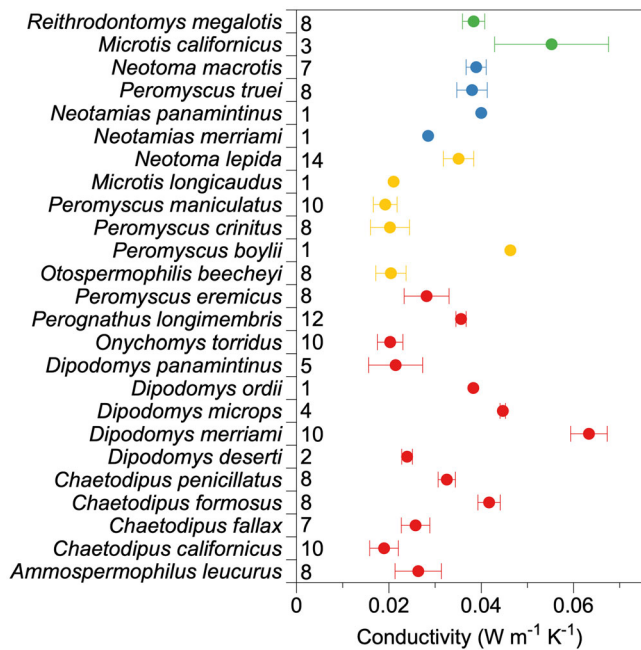 Reithrodontomys megalotis 8
Microtis californicus 3
Neotoma macrotis 7
Peromyscus truei 8
Neotamias panamintinus 1
Neotamias merriami 1
Neotoma lepida 14
Microtis longicaudus 1
Peromyscus maniculatus 10
Peromyscus crinitus 8
Peromyscus boylii 1
Otospermophilis beecheyi 8
Peromyscus eremicus 8
Perognathus longimembris 12
Onychomys torridus 10
Dipodomys panamintinus 5
Dipodomys ordii 1
Dipodomys microps 4
Dipodomys merriami 10
Dipodomys deserti 2
Chaetodipus penicillatus 8
Chaetodipus formosus 8
Chaetodipus fallax 7
Chaetodipus californicus 10
Ammospermophilus leucurus 8
0 0.02 0.04 0.06
Conductivity (W m⁻¹ K⁻¹)